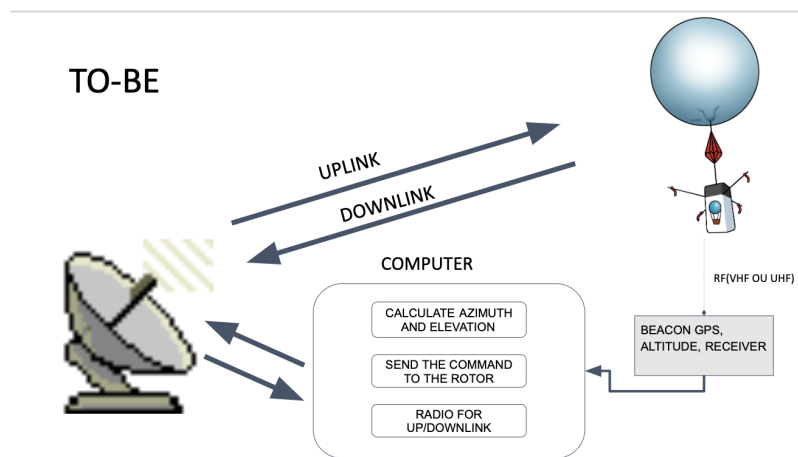 TO-BE
UPLINK
DOWNLINK
COMPUTER
CALCULATE AZIMUTH
AND ELEVATION
SEND THE COMMAND
TO THE ROTOR
RADIO FOR
UP/DOWNLINK
RF(VHF OU UHF)
BEACON GPS,
ALTITUDE, RECEIVER